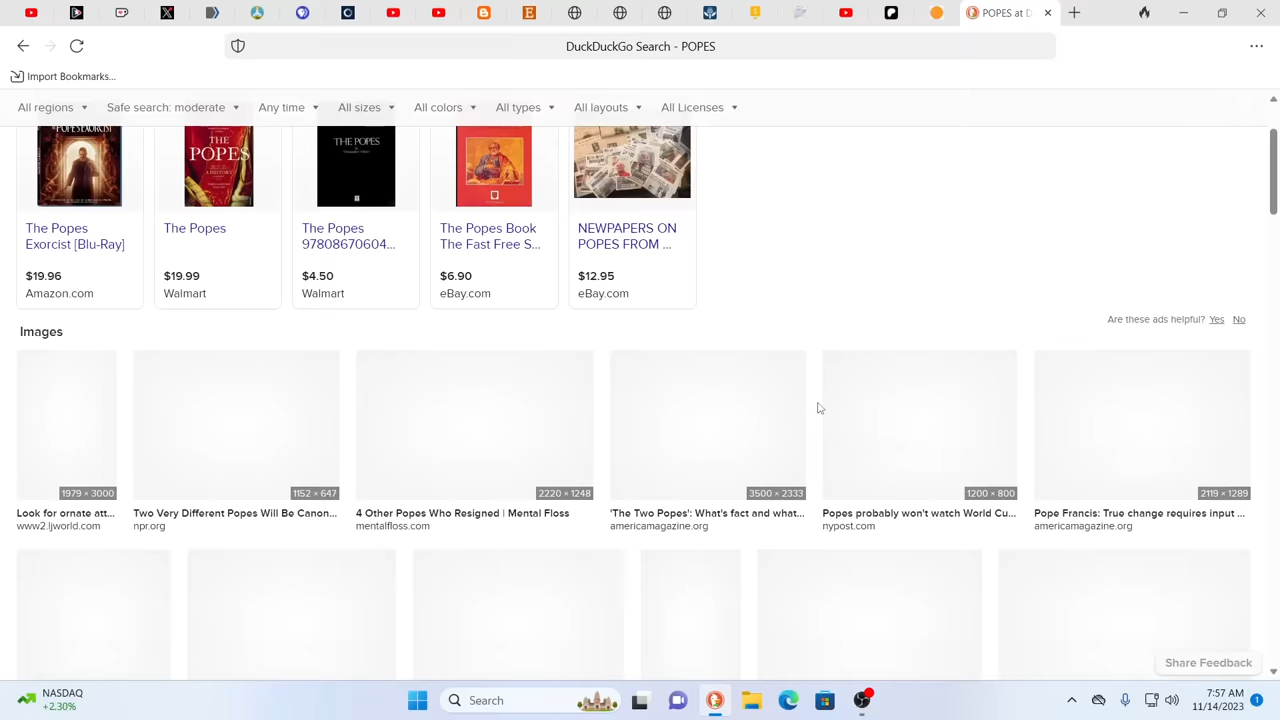 POPES at D
DuckDuckGo Search - POPES
Import Bookmarks...
All regions
Safe search: moderate
Any time
All sizes
All colors
All types
All layouts
All Licenses
THE POPES
A HISTORY
THE POPES
The Popes
Exorcist [Blu-Ray]
$19.96
Amazon.com
The Popes
$19.99
Walmart
The Popes
97808670604...
$4.50
Walmart
The Popes Book
The Fast Free S...
$6.90
eBay.com
NEWPAPERS ON
POPES FROM ...
$12.95
eBay.com
Are these ads helpful? Yes No
Images
1979 × 3000
1152 × 647
2220 × 1248
3500 × 2333
1200 × 800
2119 × 1289
Look for ornate att...
www2.ljworld.com
Two Very Different Popes Will Be Canon...
npr.org
4 Other Popes Who Resigned | Mental Floss
mentalfloss.com
'The Two Popes': What's fact and what...
americamagazine.org
Popes probably won't watch World Cu...
nypost.com
Pope Francis: True change requires input ...
americamagazine.org
Share Feedback
NASDAQ
+2.30%
Search
7:57 AM
11/14/2023
1